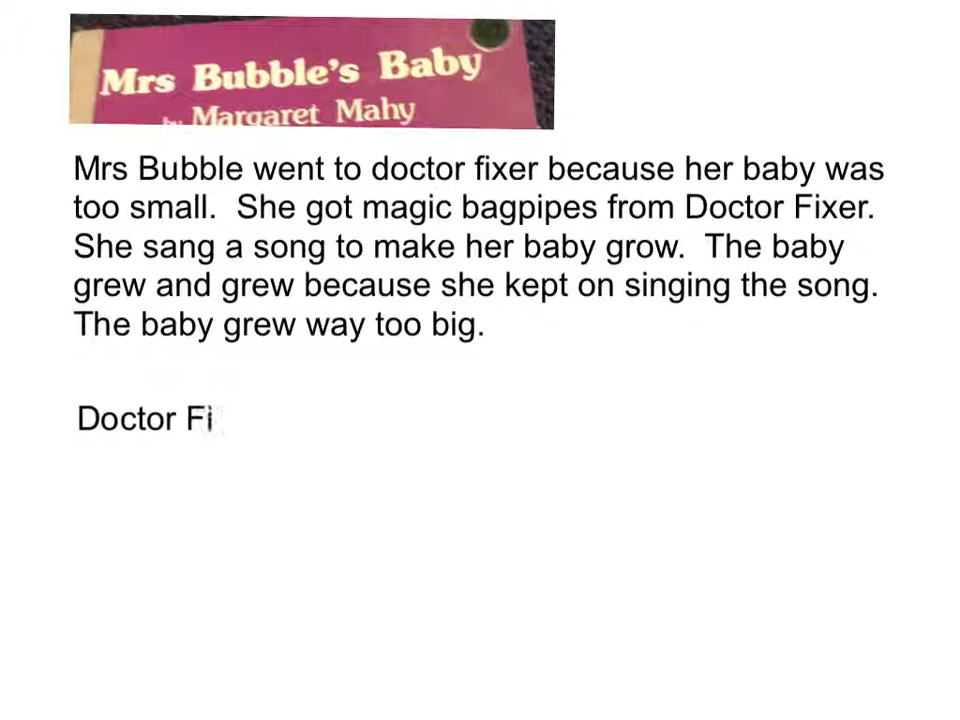 Mrs Bubble's Baby
by Margaret Mahy
Mrs Bubble went to doctor fixer because her baby was
too small.  She got magic bagpipes from Doctor Fixer.
She sang a song to make her baby grow.  The baby
grew and grew because she kept on singing the song.
The baby grew way too big.
Doctor Fi